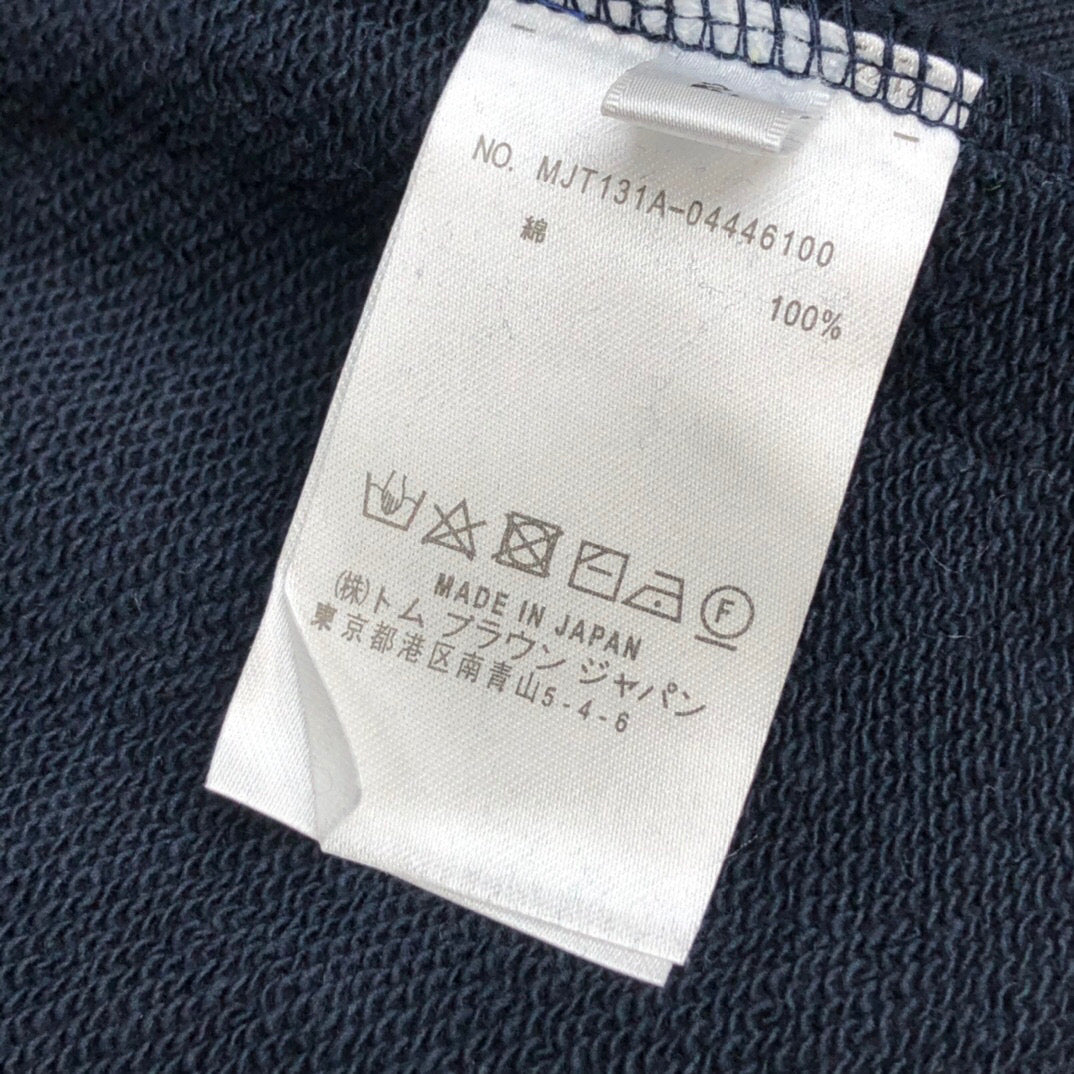 NO. MJT131A-04446100
綿 100%
F
MADE IN JAPAN
(株)トム ブラウン ジャパン
東京都港区南青山5-4-6